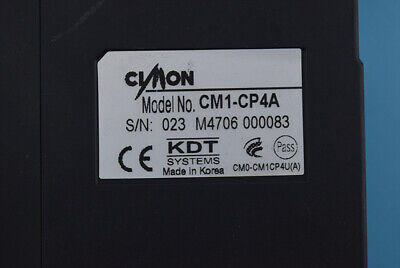 CIMON
Model No. CM1-CP4A
S/N: 023 M4706 000083
CE KDT Pass
SYSTEMS
Made in Korea CM0-CM1CP4U(A)